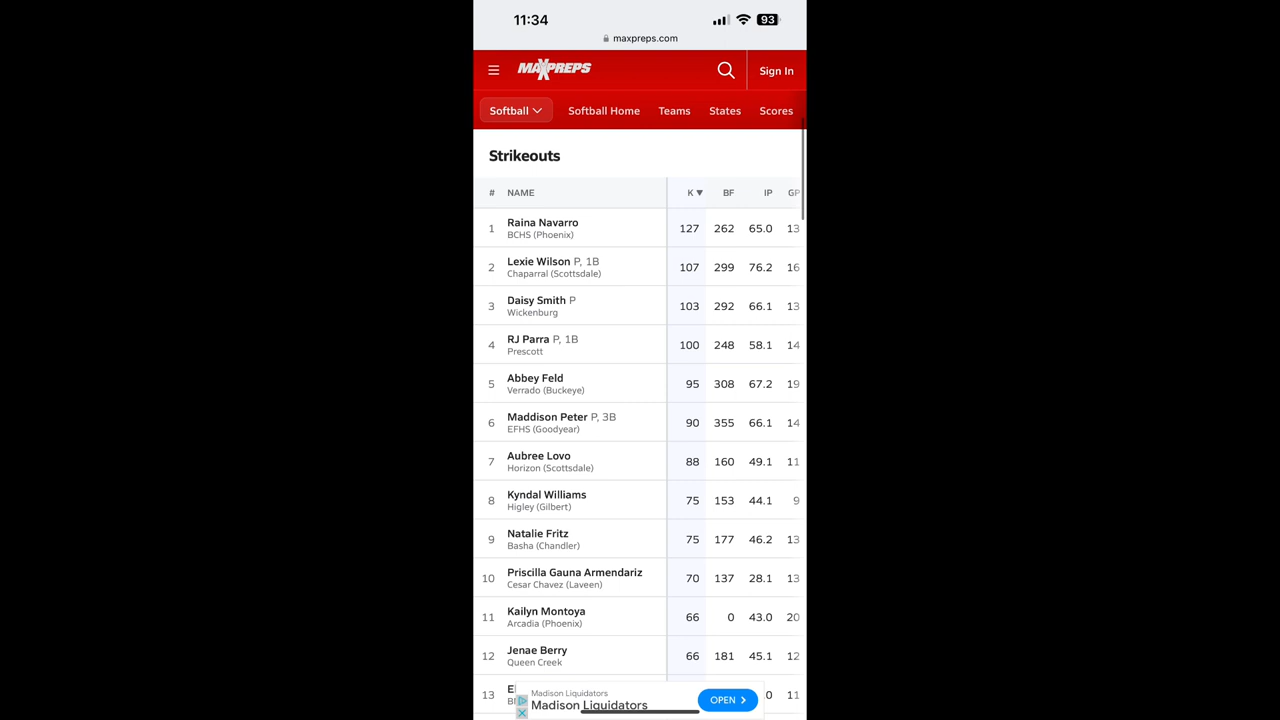 11:34
93
maxpreps.com
MAXPREPS
Sign In
Softball
Softball Home
Teams
States
Scores
Strikeouts
# NAME K ▼ BF IP GP
1 Raina Navarro 127 262 65.0 13
BCHS (Phoenix)
2 Lexie Wilson P, 1B 107 299 76.2 16
Chaparral (Scottsdale)
3 Daisy Smith P 103 292 66.1 13
Wickenburg
4 RJ Parra P, 1B 100 248 58.1 14
Prescott
5 Abbey Feld 95 308 67.2 19
Verrado (Buckeye)
6 Maddison Peter P, 3B 90 355 66.1 14
EFHS (Goodyear)
7 Aubree Lovo 88 160 49.1 11
Horizon (Scottsdale)
8 Kyndal Williams 75 153 44.1 9
Higley (Gilbert)
9 Natalie Fritz 75 177 46.2 13
Basha (Chandler)
10 Priscilla Gauna Armendariz 70 137 28.1 13
Cesar Chavez (Laveen)
11 Kailyn Montoya 66 0 43.0 20
Arcadia (Phoenix)
12 Jenae Berry 66 181 45.1 12
Queen Creek
13 11
Madison Liquidators
Madison Liquidators
OPEN